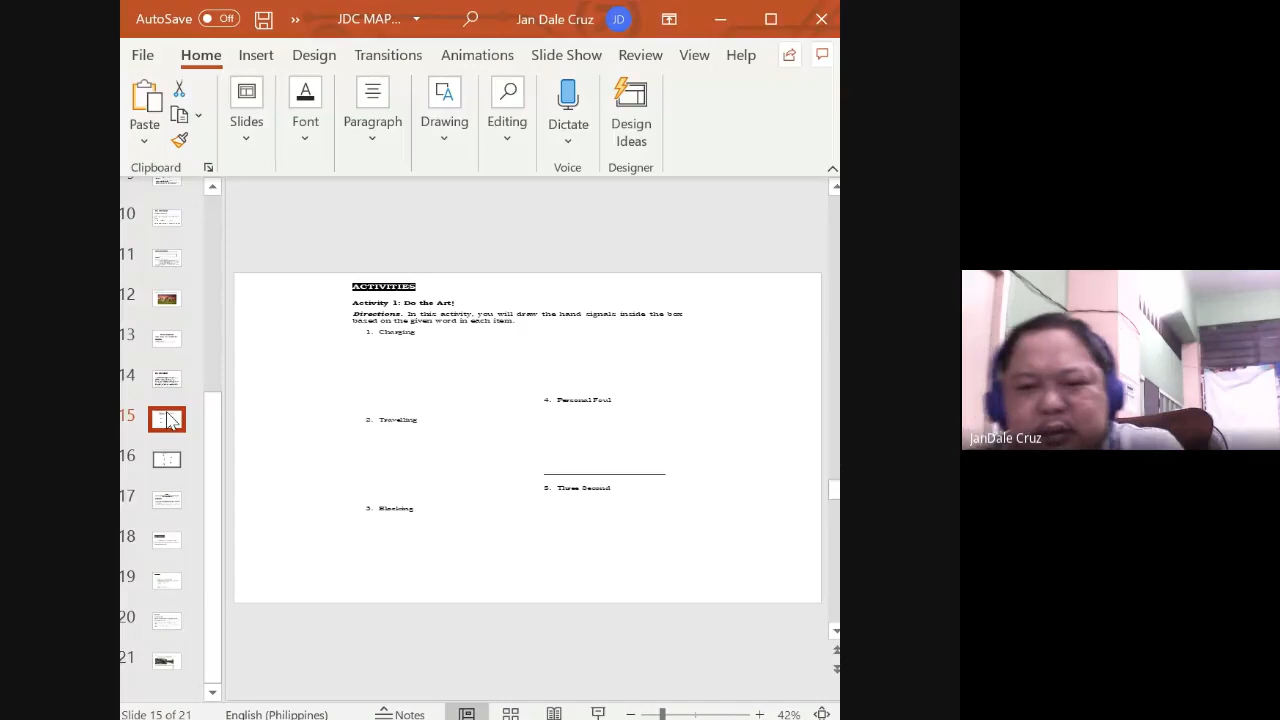 AutoSave Off JDC MAP... Jan Dale Cruz JD
File Home Insert Design Transitions Animations Slide Show Review View Help
Paste Slides Font Paragraph Drawing Editing Dictate Design Ideas
Clipboard Voice Designer
10
11
12
13
14
15
16
17
18
19
20
21
ACTIVITIES
Activity 1: Do the Art!
Directions. In this activity, you will draw the hand signals inside the box
based on the given word in each item.
1. Charging
2. Travelling
3. Blocking
4. Personal Foul
5. Three Second
JanDale Cruz
Slide 15 of 21 English (Philippines) Notes 42%